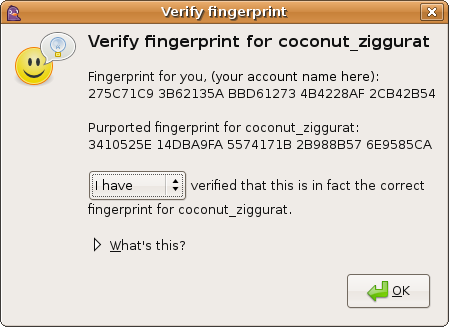 Verify fingerprint
Verify fingerprint for coconut_ziggurat
Fingerprint for you, (your account name here):
275C71C9 3B62135A BBD61273 4B4228AF 2CB42B54
Purported fingerprint for coconut_ziggurat:
3410525E 14DBA9FA 5574171B 2B988B57 6E9585CA
I have verified that this is in fact the correct
fingerprint for coconut_ziggurat.
What's this?
OK